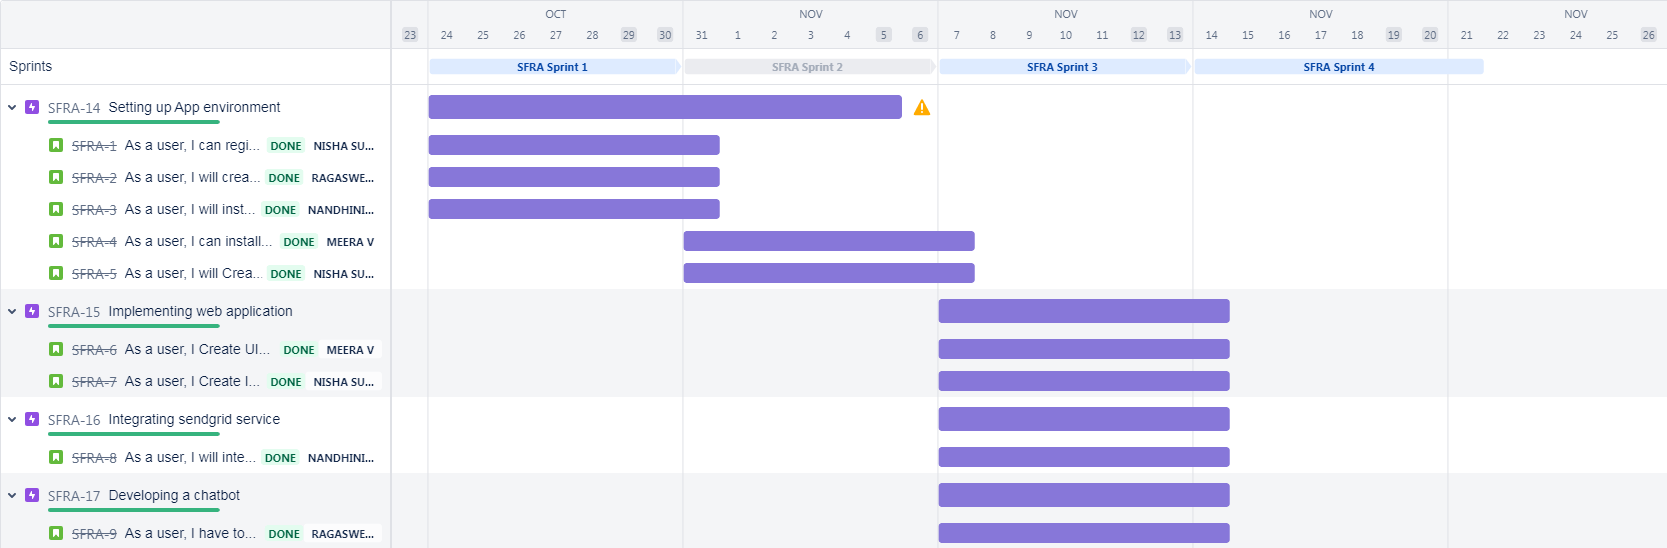 OCT NOV NOV NOV NOV
23 24 25 26 27 28 29 30 31 1 2 3 4 5 6 7 8 9 10 11 12 13 14 15 16 17 18 19 20 21 22 23 24 25 26
Sprints SFRA Sprint 1 SFRA Sprint 2 SFRA Sprint 3 SFRA Sprint 4
SFRA-14 Setting up App environment
SFRA-1 As a user, I can regi... DONE NISHA SU...
SFRA-2 As a user, I will crea... DONE RAGASWE...
SFRA-3 As a user, I will inst... DONE NANDHINI...
SFRA-4 As a user, I can install... DONE MEERA V
SFRA-5 As a user, I will Crea... DONE NISHA SU...
SFRA-15 Implementing web application
SFRA-6 As a user, I Create UI... DONE MEERA V
SFRA-7 As a user, I Create I... DONE NISHA SU...
SFRA-16 Integrating sendgrid service
SFRA-8 As a user, I will inte... DONE NANDHINI...
SFRA-17 Developing a chatbot
SFRA-9 As a user, I have to... DONE RAGASWE...